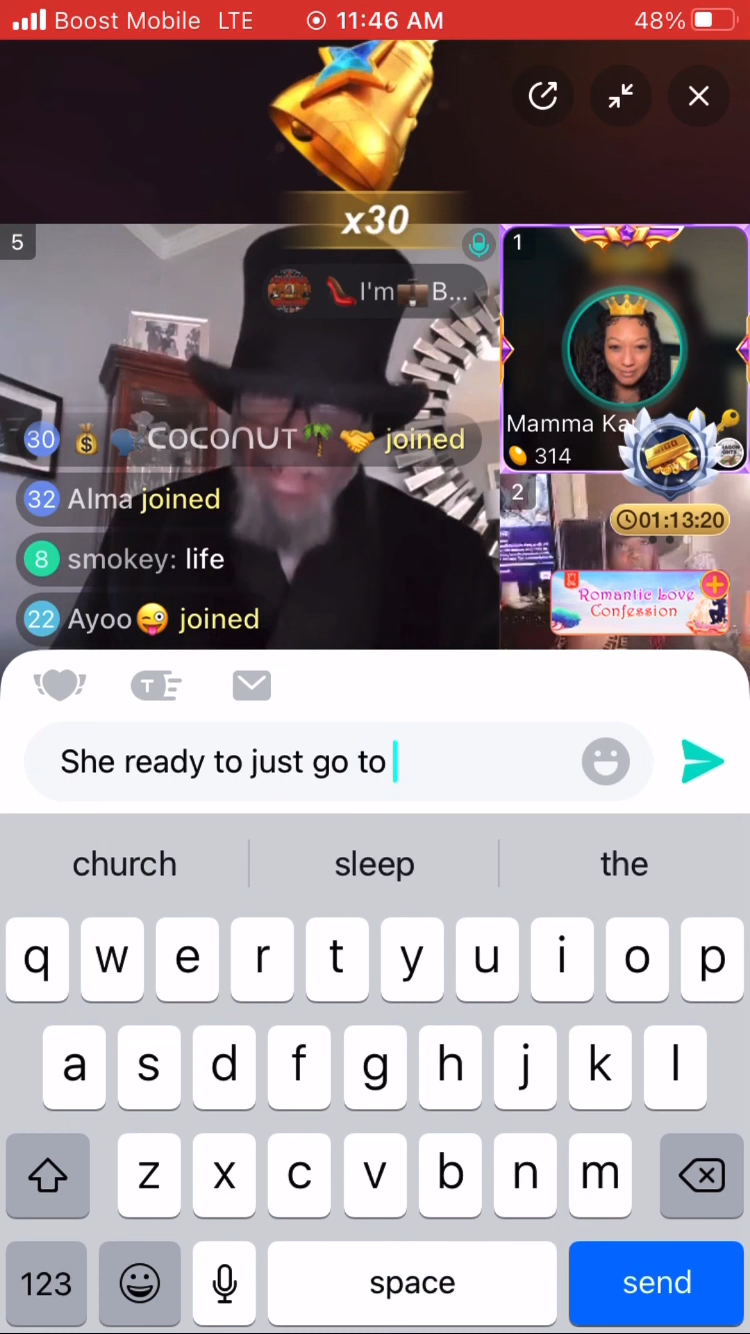 Boost Mobile LTE 11:46 AM 48%
x30
5
1
I'm B...
30 COCONUT joined
Mamma Ka
314
32 Alma joined
2
01:13:20
8 smokey: life
Romantic Love
Confession
22 Ayoo joined
T
She ready to just go to
church sleep the
q w e r t y u i o p
a s d f g h j k l
z x c v b n m
123 space send